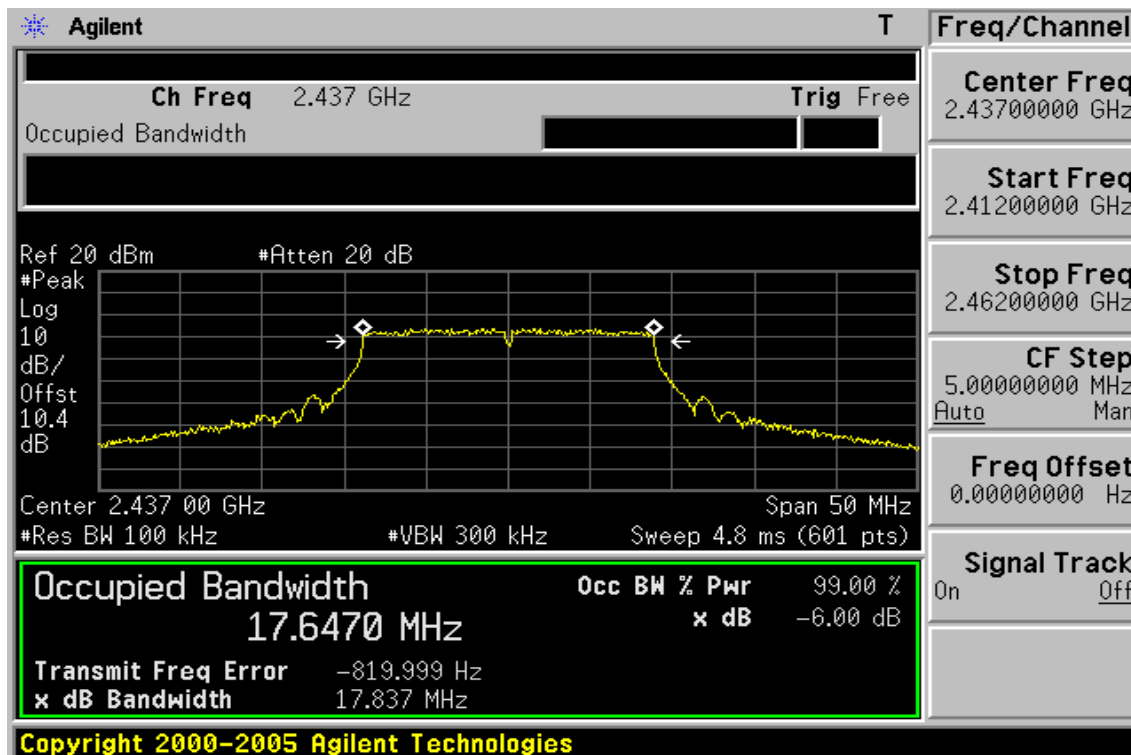 Agilent T
Freq/Channel
Ch Freq 2.437 GHz Trig Free
Occupied Bandwidth
Center Freq
2.43700000 GHz
Start Freq
2.41200000 GHz
Stop Freq
2.46200000 GHz
CF Step
5.00000000 MHz
Auto Man
Freq Offset
0.00000000 Hz
Signal Track
On Off
Ref 20 dBm #Atten 20 dB
#Peak
Log
10
dB/
Offst
10.4
dB
Center 2.437 00 GHz Span 50 MHz
#Res BW 100 kHz #VBW 300 kHz Sweep 4.8 ms (601 pts)
Occupied Bandwidth
17.6470 MHz
Occ BW % Pwr 99.00 %
x dB -6.00 dB
Transmit Freq Error -819.999 Hz
x dB Bandwidth 17.837 MHz
Copyright 2000-2005 Agilent Technologies